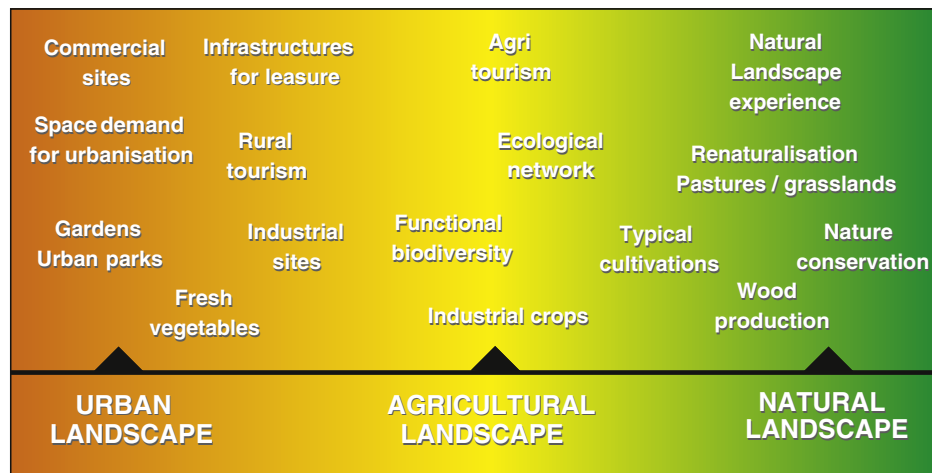 Commercial
sites
Infrastructures
for leasure
Agri
tourism
Natural
Landscape
experience
Space demand
for urbanisation
Rural
tourism
Ecological
network
Renaturalisation
Pastures / grasslands
Gardens
Urban parks
Industrial
sites
Functional
biodiversity
Typical
cultivations
Nature
conservation
Fresh
vegetables
Industrial crops
Wood
production
URBAN
LANDSCAPE
AGRICULTURAL
LANDSCAPE
NATURAL
LANDSCAPE